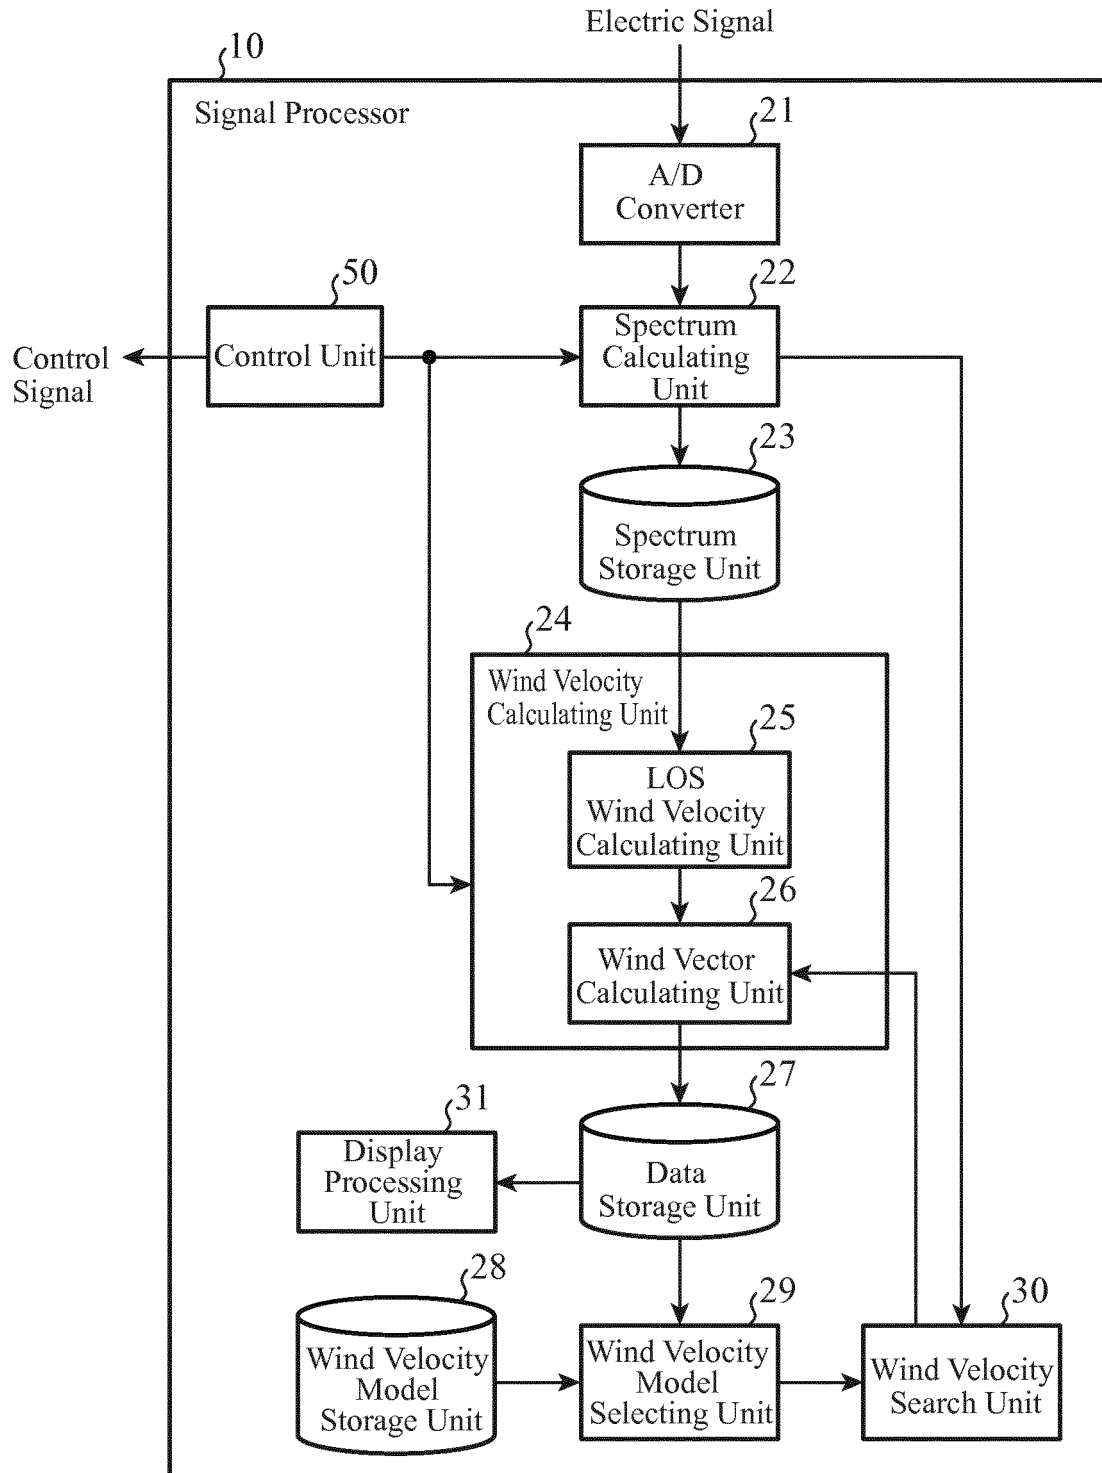 Electric Signal
10
Signal Processor
21
A/D
Converter
50
22
Control
Signal
Control Unit
Spectrum
Calculating
Unit
23
Spectrum
Storage Unit
24
Wind Velocity
Calculating Unit
25
LOS
Wind Velocity
Calculating Unit
26
Wind Vector
Calculating Unit
27
31
Display
Processing
Unit
Data
Storage Unit
28
29
30
Wind Velocity
Model
Storage Unit
Wind Velocity
Model
Selecting Unit
Wind Velocity
Search Unit